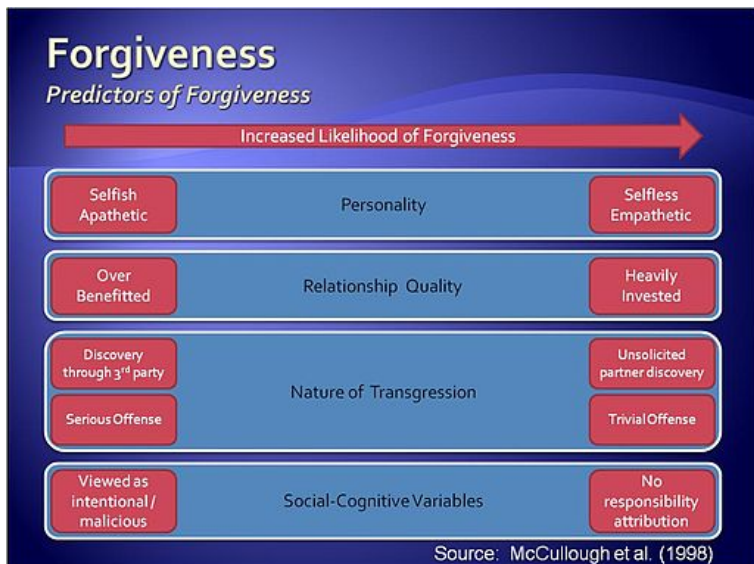 Forgiveness
Predictors of Forgiveness
Increased Likelihood of Forgiveness
Selfish
Apathetic
Personality
Selfless
Empathetic
Over
Benefitted
Relationship Quality
Heavily
Invested
Discovery
through 3rd party
Serious Offense
Nature of Transgression
Unsolicited
partner discovery
Trivial Offense
Viewed as
intentional /
malicious
Social-Cognitive Variables
No
responsibility
attribution
Source: McCullough et al. (1998)